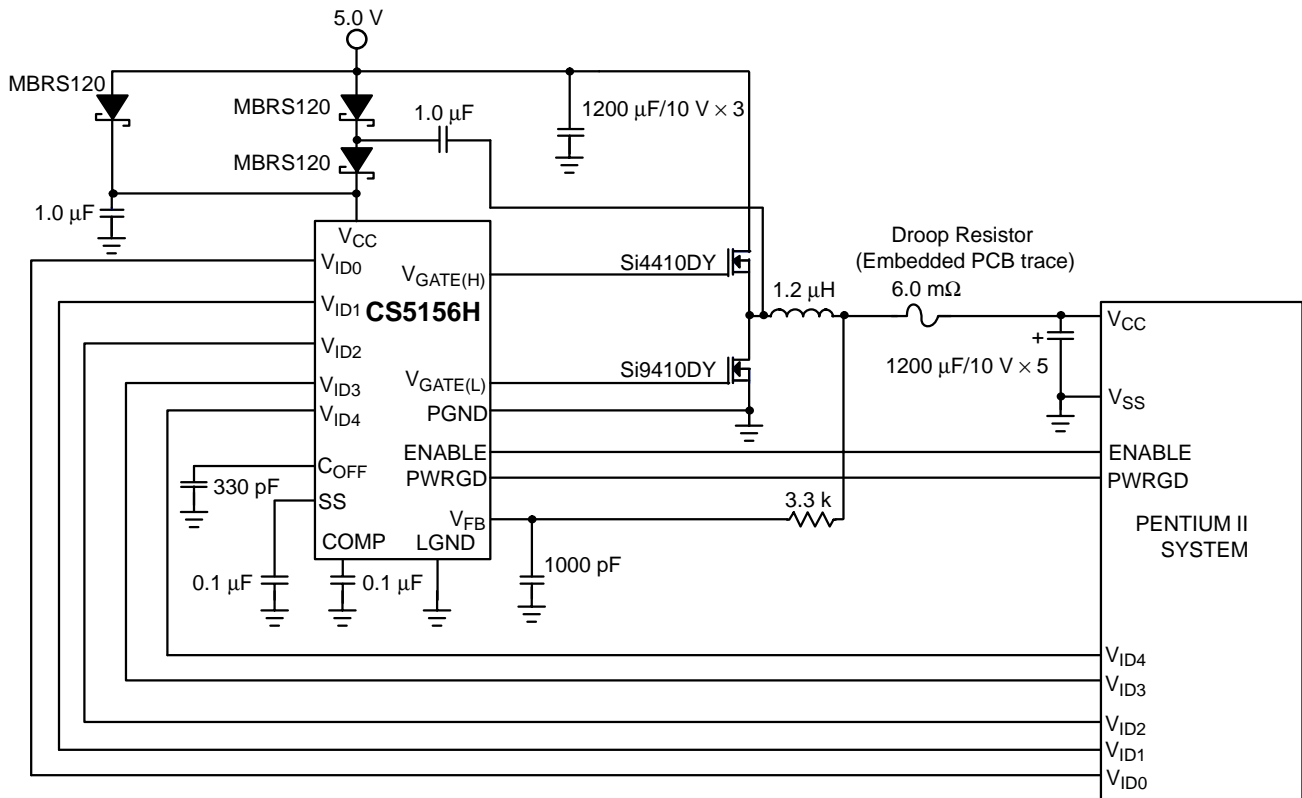 5.0 V
MBRS120
MBRS120
1.0 μF
1200 μF/10 V × 3
MBRS120
1.0 μF
VCC
VID0
VGATE(H)
Si4410DY
Droop Resistor
(Embedded PCB trace)
1.2 μH
6.0 mΩ
VID1
CS5156H
VCC
VID2
+
1200 μF/10 V × 5
VID3
VGATE(L)
Si9410DY
VID4
PGND
VSS
ENABLE
ENABLE
COFF
PWRGD
PWRGD
330 pF
SS
3.3 k
VFB
PENTIUM II
SYSTEM
COMP
LGND
0.1 μF
0.1 μF
1000 pF
VID4
VID3
VID2
VID1
VID0